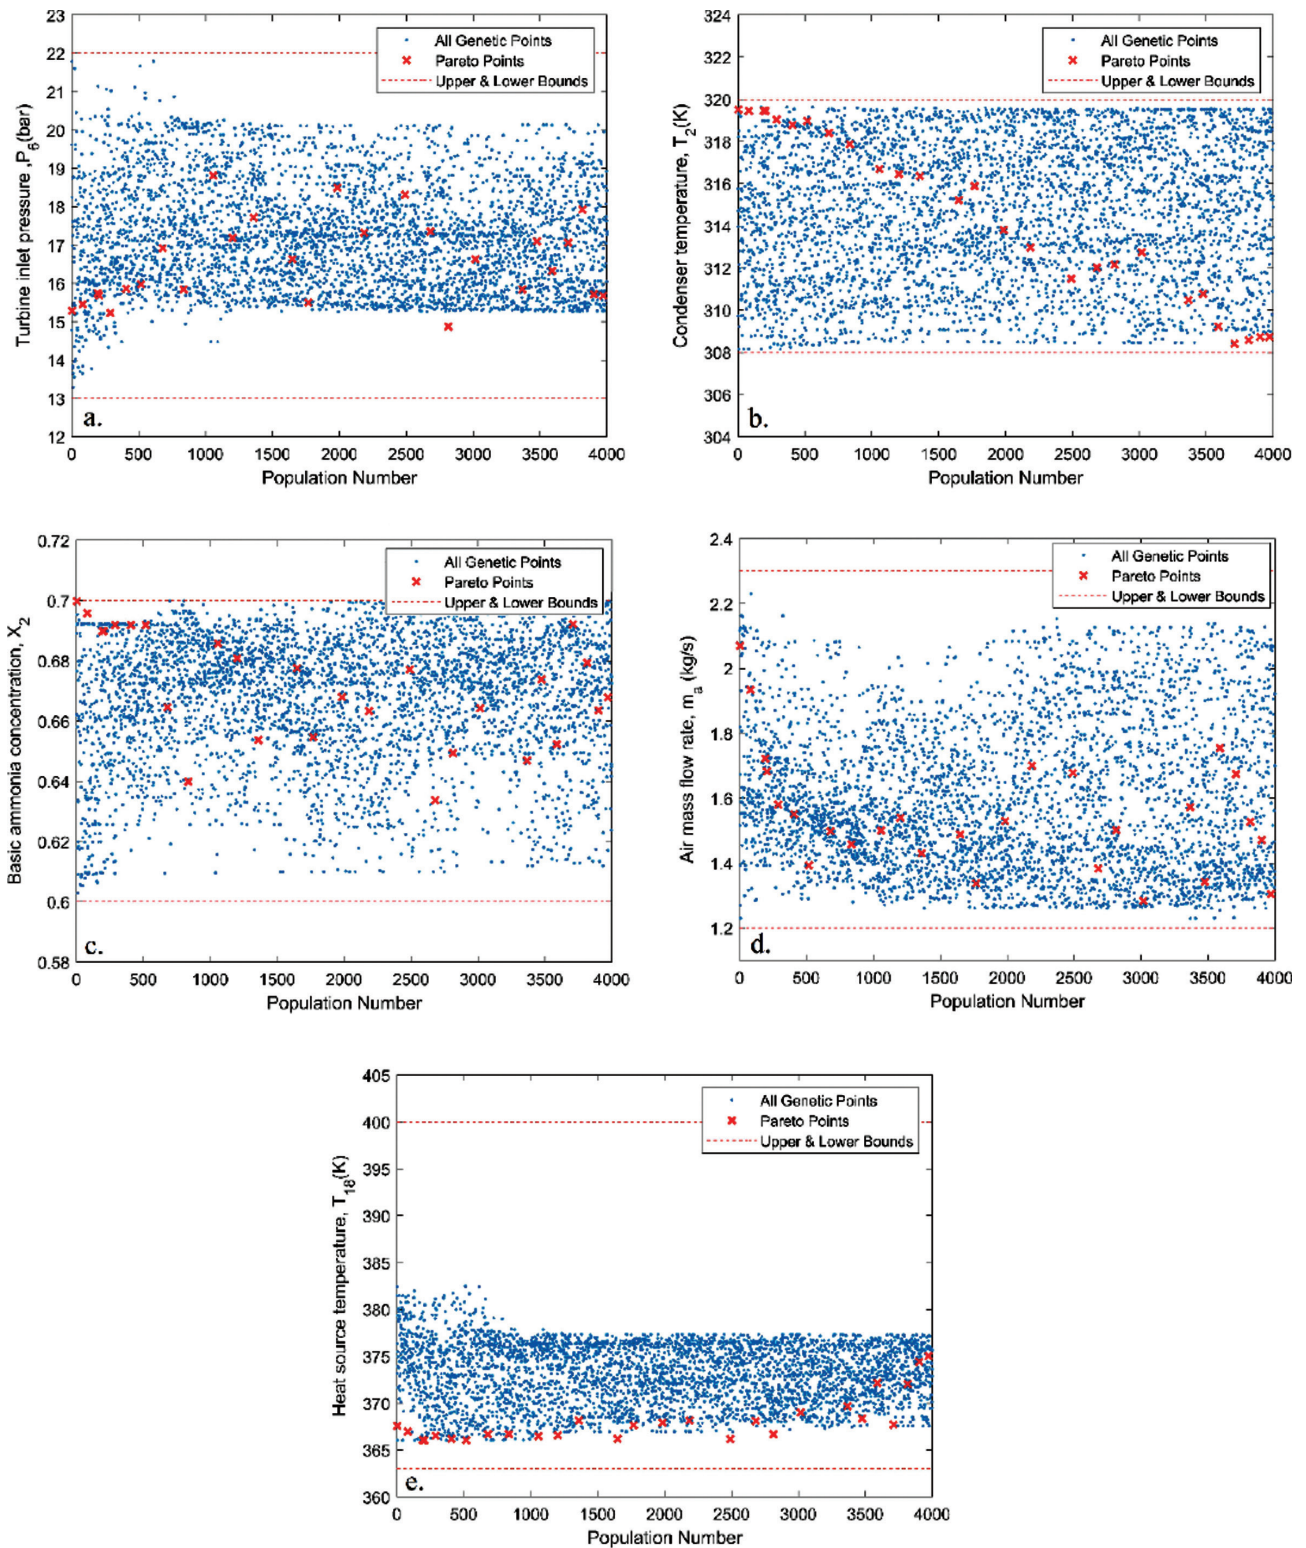 23
22
21
20
19
18
17
16
15
14
13
12
Turbine inlet pressure ,P6(bar)
All Genetic Points
Pareto Points
Upper & Lower Bounds
a.
0 500 1000 1500 2000 2500 3000 3500 4000
Population Number
324
322
320
318
316
314
312
310
308
306
304
Condenser temperature, T2(K)
All Genetic Points
Pareto Points
Upper & Lower Bounds
b.
0 500 1000 1500 2000 2500 3000 3500 4000
Population Number
0.72
0.7
0.68
0.66
0.64
0.62
0.6
0.58
Basic ammonia concentration, X2
All Genetic Points
Pareto Points
Upper & Lower Bounds
c.
0 500 1000 1500 2000 2500 3000 3500 4000
Population Number
2.4
2.2
2
1.8
1.6
1.4
1.2
Air mass flow rate, ma (kg/s)
All Genetic Points
Pareto Points
Upper & Lower Bounds
d.
0 500 1000 1500 2000 2500 3000 3500 4000
Population Number
405
400
395
390
385
380
375
370
365
360
Heat source temperature, T18(K)
All Genetic Points
Pareto Points
Upper & Lower Bounds
e.
0 500 1000 1500 2000 2500 3000 3500 4000
Population Number